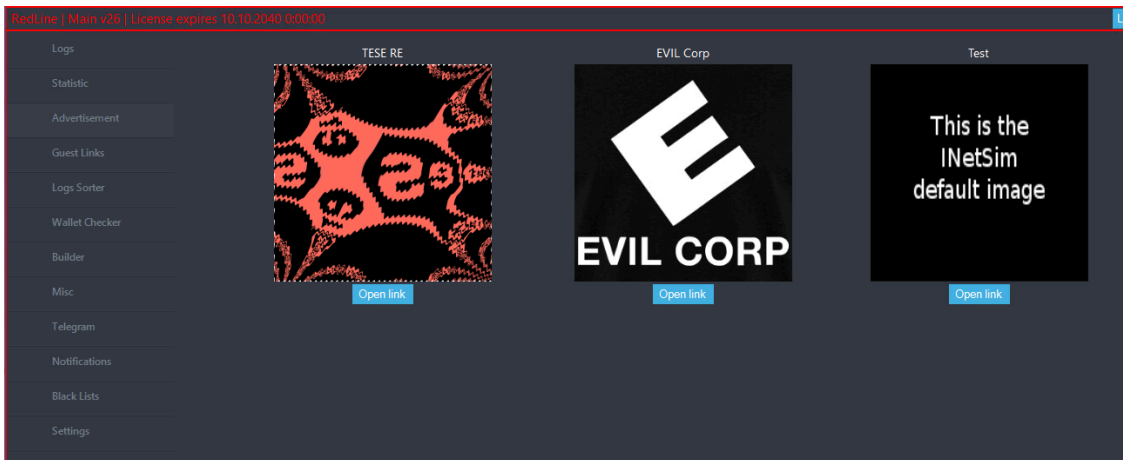 RedLine | Main v26 | License expires 10.10.2040 0:00:00
L
Logs
Statistic
Advertisement
Guest Links
Logs Sorter
Wallet Checker
Builder
Misc
Telegram
Notifications
Black Lists
Settings
TESE RE
Open link
EVIL Corp
E
EVIL CORP
Open link
Test
This is the
INetSim
default image
Open link